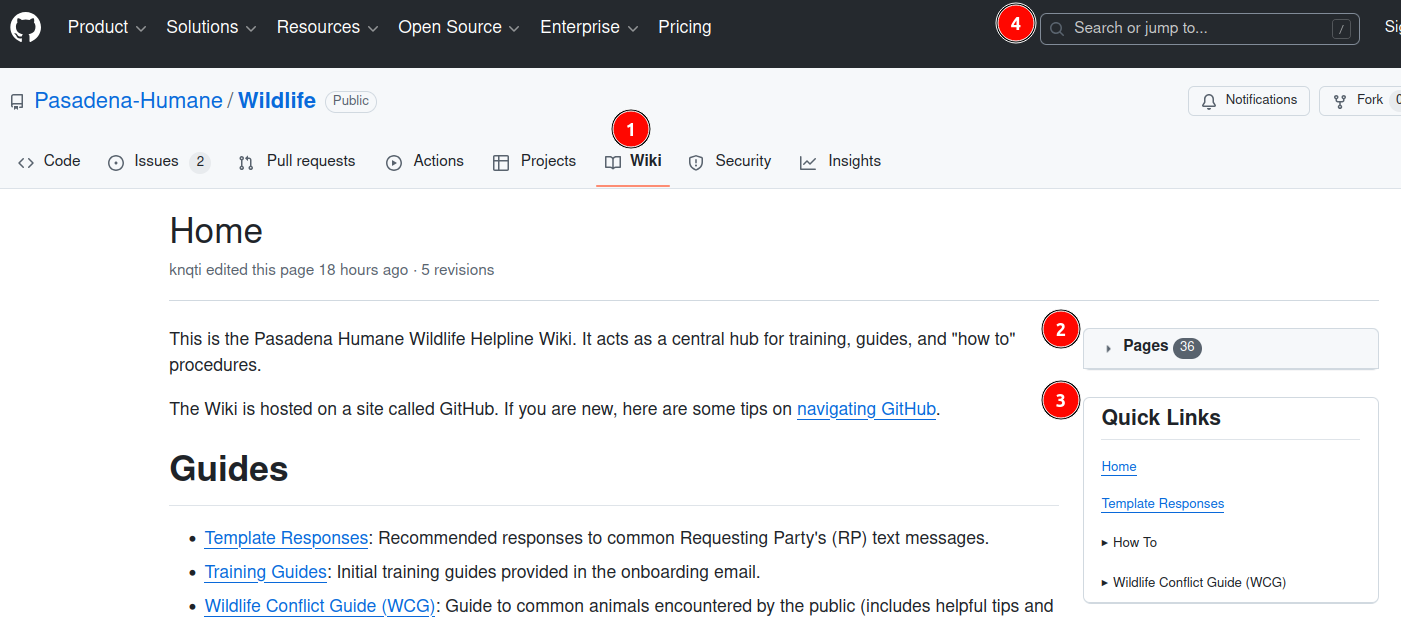 Product Solutions Resources Open Source Enterprise Pricing 4 Search or jump to... / Sig
Pasadena-Humane / Wildlife Public Notifications Fork 0
1
Code Issues 2 Pull requests Actions Projects Wiki Security Insights
Home
knqti edited this page 18 hours ago · 5 revisions
This is the Pasadena Humane Wildlife Helpline Wiki. It acts as a central hub for training, guides, and "how to"
procedures.
The Wiki is hosted on a site called GitHub. If you are new, here are some tips on navigating GitHub.
Guides
• Template Responses: Recommended responses to common Requesting Party's (RP) text messages.
• Training Guides: Initial training guides provided in the onboarding email.
• Wildlife Conflict Guide (WCG): Guide to common animals encountered by the public (includes helpful tips and
2
Pages 36
3
Quick Links
Home
Template Responses
How To
Wildlife Conflict Guide (WCG)